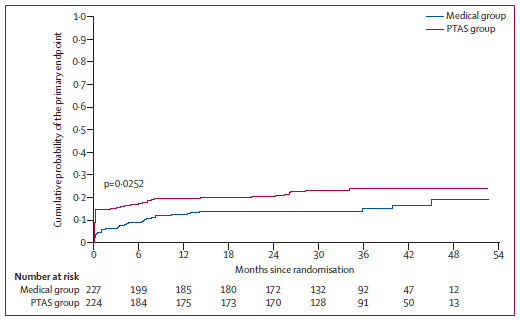 Medical group
PTAS group
Cumulative probability of the primary endpoint
1·0
0·9
0·8
0·7
0·6
0·5
0·4
0·3
0·2
0·1
0
p=0·0252
0 6 12 18 24 30 36 42 48 54
Months since randomisation
Number at risk
Medical group 227 199 185 180 172 132 92 47 12
PTAS group 224 184 175 173 170 128 91 50 13